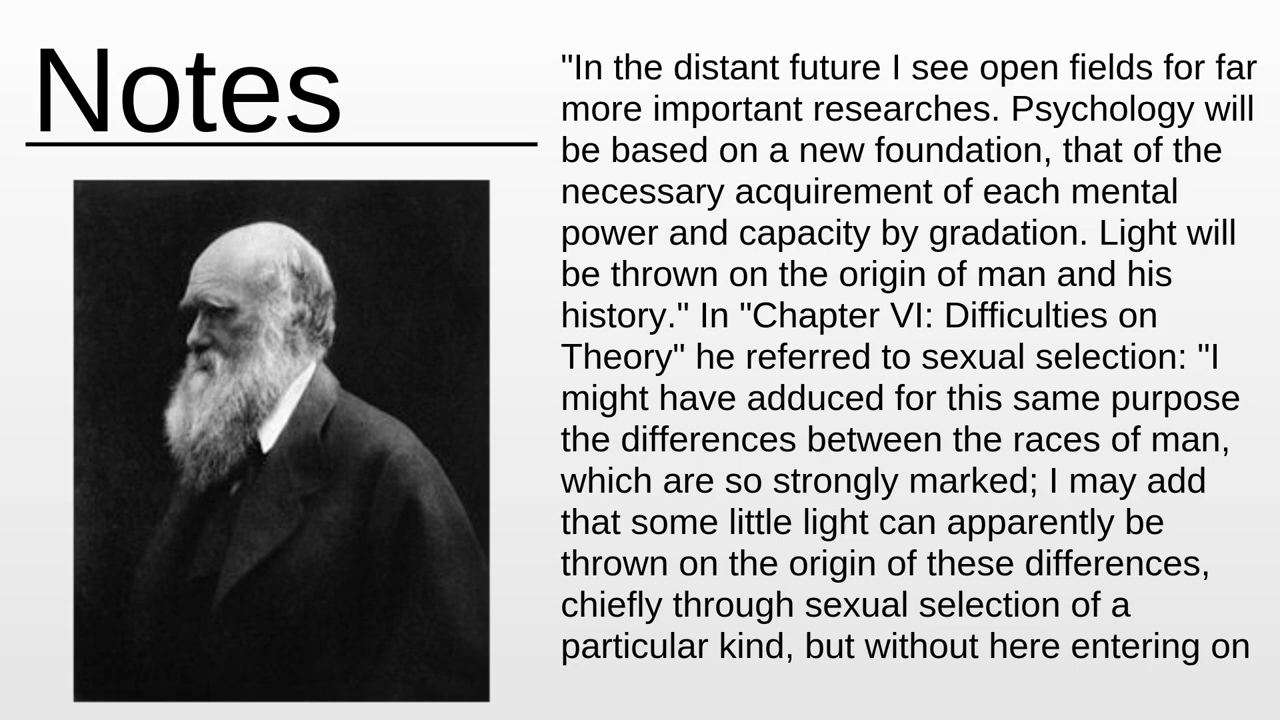 Notes
"In the distant future I see open fields for far
more important researches. Psychology will
be based on a new foundation, that of the
necessary acquirement of each mental
power and capacity by gradation. Light will
be thrown on the origin of man and his
history." In "Chapter VI: Difficulties on
Theory" he referred to sexual selection: "I
might have adduced for this same purpose
the differences between the races of man,
which are so strongly marked; I may add
that some little light can apparently be
thrown on the origin of these differences,
chiefly through sexual selection of a
particular kind, but without here entering on